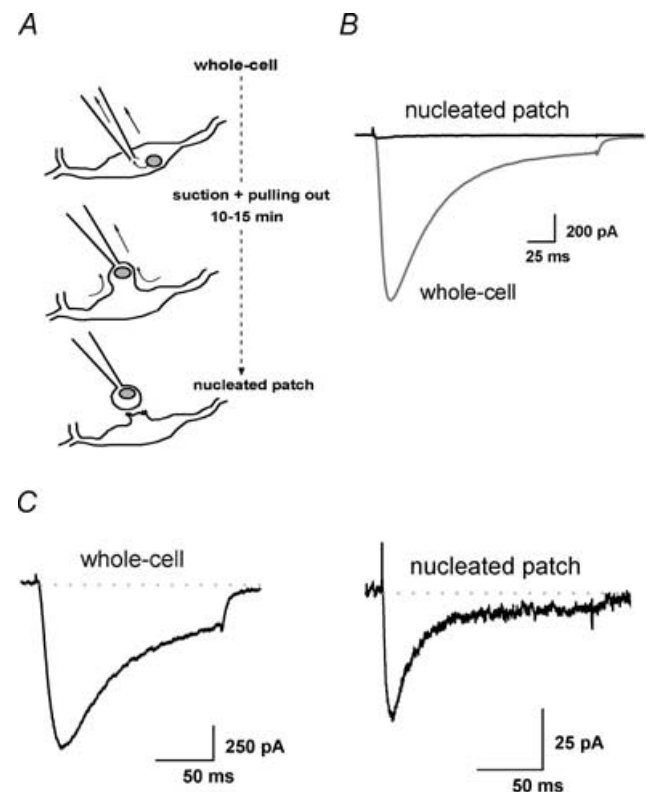 A
whole-cell
suction + pulling out
10-15 min
nucleated patch
B
nucleated patch
200 pA
25 ms
whole-cell
C
whole-cell
250 pA
50 ms
nucleated patch
25 pA
50 ms